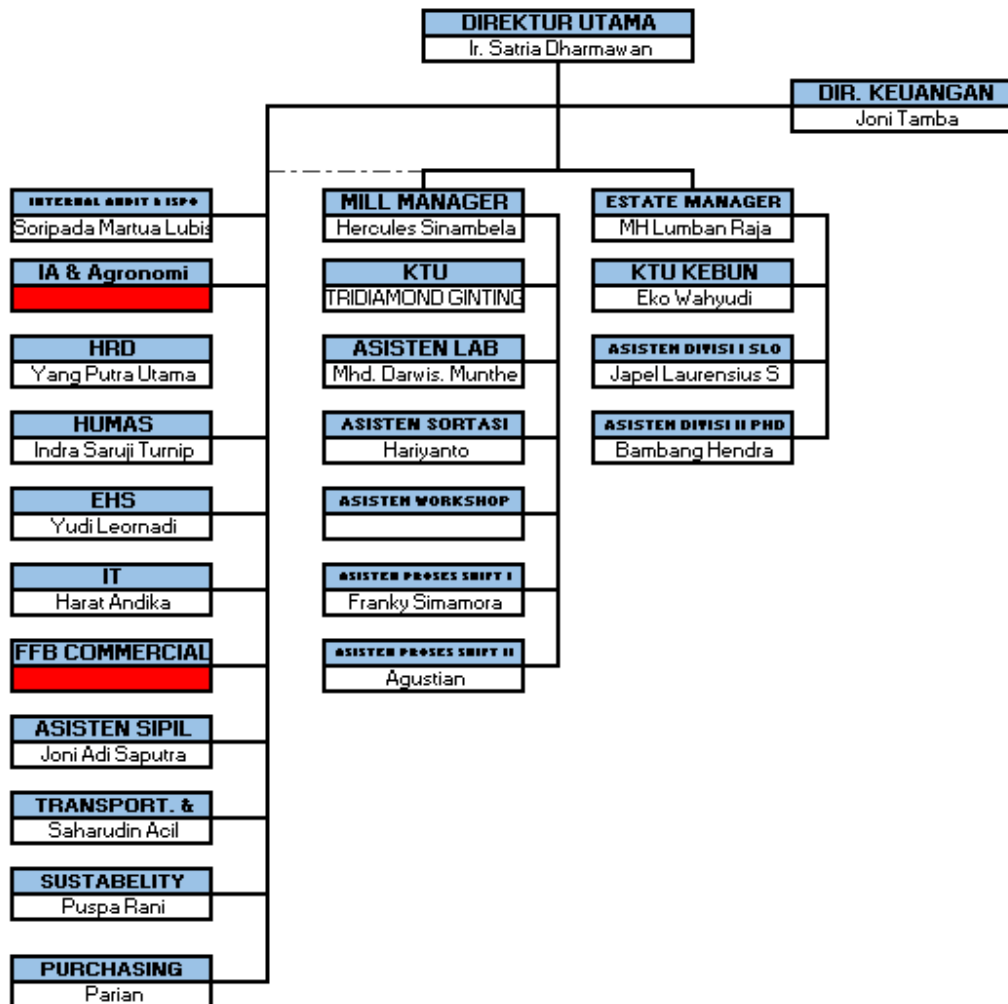 DIREKTUR UTAMA
Ir. Satria Dharmawan
DIR. KEUANGAN
Joni Tamba
INTERNAL AUDIT & ISPO
Soripada Martua Lubis
IA & Agronomi
HRD
Yang Putra Utama
HUMAS
Indra Saruji Turnip
EHS
Yudi Leornadi
IT
Harat Andika
FFB COMMERCIAL
ASISTEN SIPIL
Joni Adi Saputra
TRANSPORT. &
Saharudin Acil
SUSTABELITY
Puspa Rani
PURCHASING
Parian
MILL MANAGER
Hercules Sinambela
KTU
TRIDIAMOND GINTING
ASISTEN LAB
Mhd. Darwis. Munthe
ASISTEN SORTASI
Hariyanto
ASISTEN WORKSHOP
ASISTEN PROSES SHIFT I
Franky Simamora
ASISTEN PROSES SHIFT II
Agustian
ESTATE MANAGER
MH Lumban Raja
KTU KEBUN
Eko Wahyudi
ASISTEN DIVISI I SLO
Japel Laurensius S
ASISTEN DIVISI II PHD
Bambang Hendra